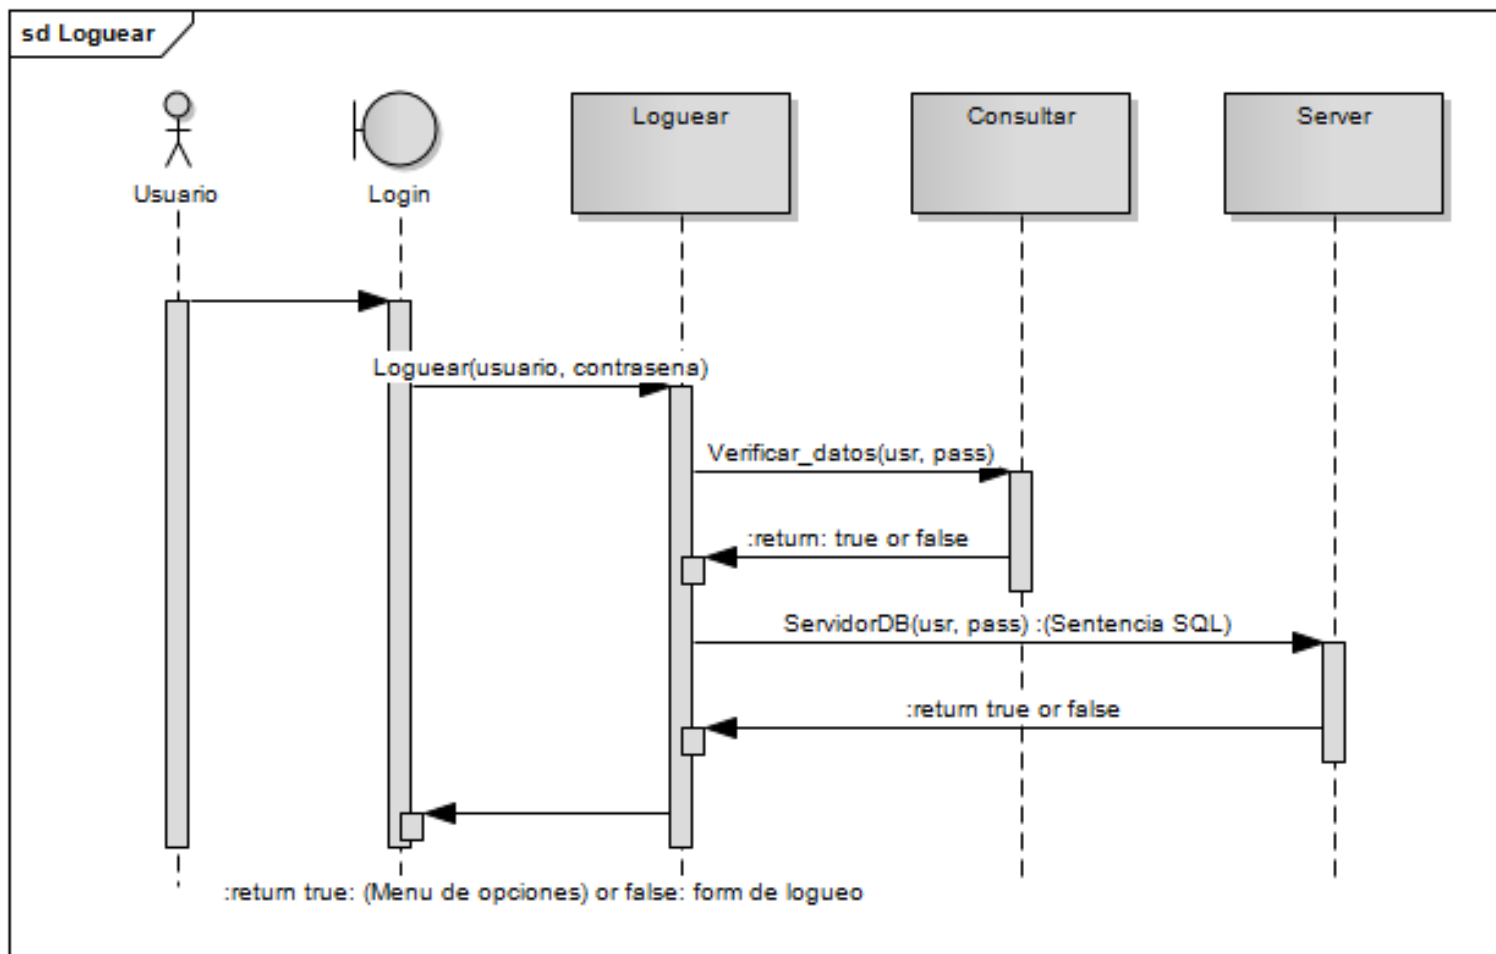 sd Loguear
Usuario
Login
Loguear
Consultar
Server
Loguear(usuario, contrasena)
Verificar_datos(usr, pass)
:return: true or false
ServidorDB(usr, pass) :(Sentencia SQL)
:return true or false
:return true: (Menu de opciones) or false: form de logueo